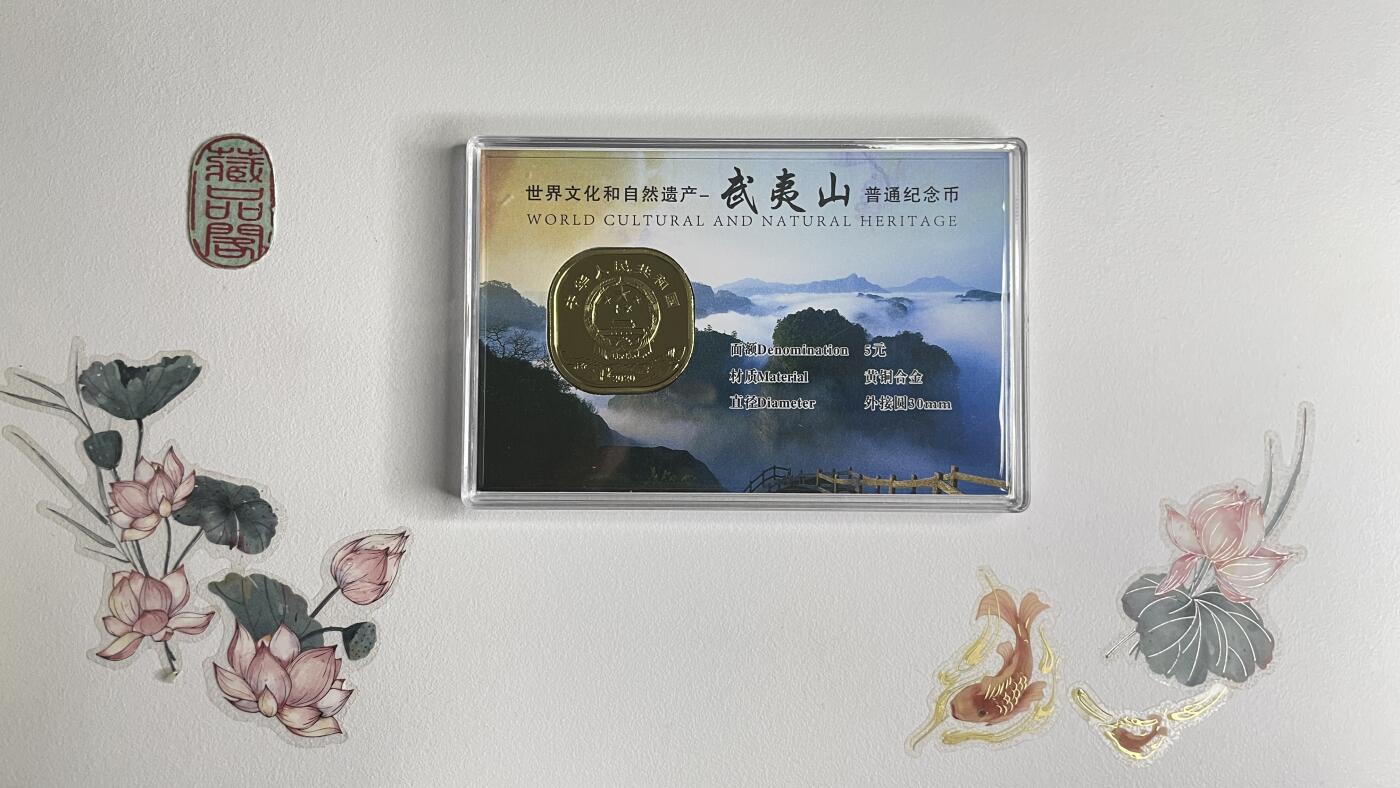 藏品閣
世界文化和自然遗产- 武夷山 普通纪念币
WORLD CULTURAL AND NATURAL HERITAGE
中华人民共和国
2020
面额Denomination 5元
材质Material 黄铜合金
直径Diameter 外接圆30mm